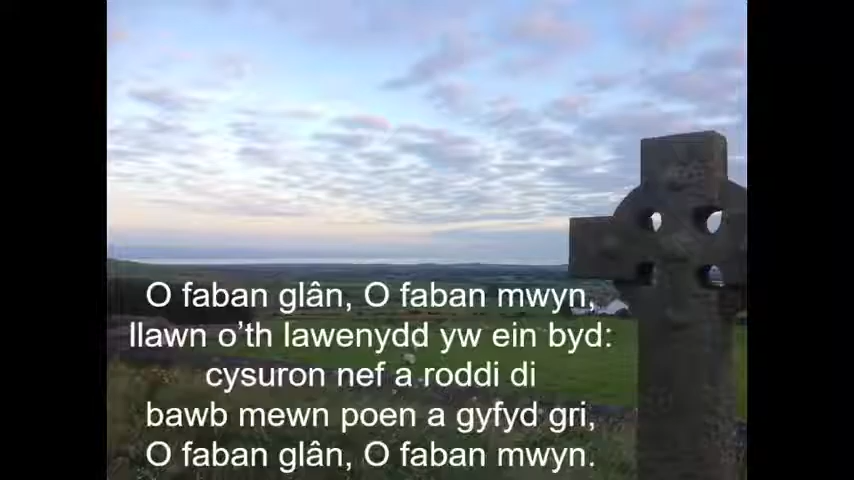 O faban glân, O faban mwyn,
llawn o’th lawenydd yw ein byd:
cysuron nef a roddi di
bawb mewn poen a gyfyd gri,
O faban glân, O faban mwyn.